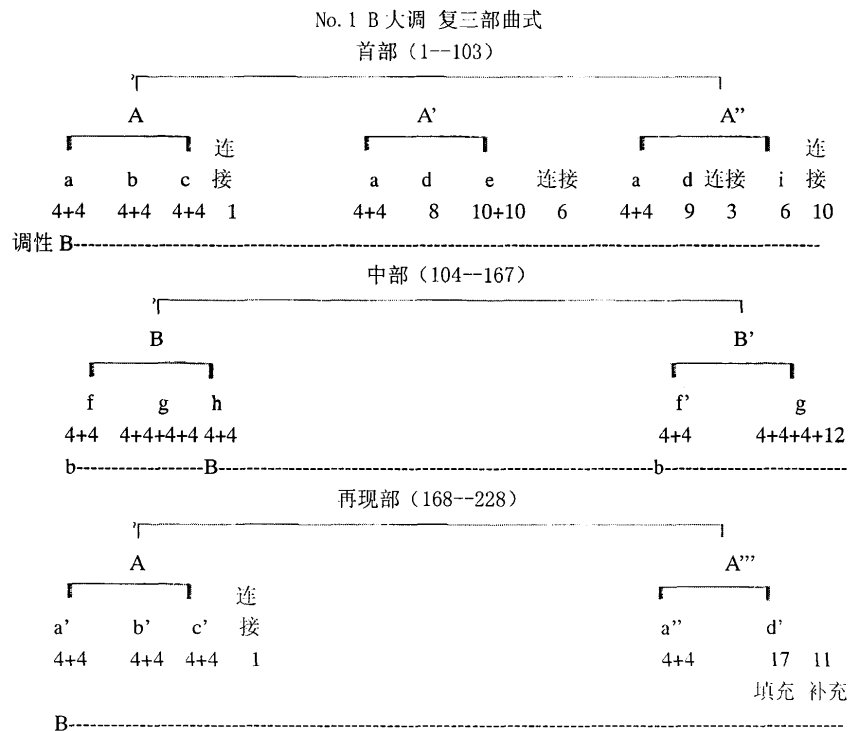 No.1 B大调 复三部曲式
首部（1--103）
A A’ A”
连接 连接
a b c a d e 连接 a d 连接 i
4+4 4+4 4+4 1 4+4 8 10+10 6 4+4 9 3 6 10
调性 B----------------------------------------------------------------
中部（104--167）
B B’
f g h f’ g
4+4 4+4+4+4 4+4 4+4 4+4+4+12
b-----------------B-----------------------------------------------------b-----------------------
再现部（168--228）
A A’”
连接
a’ b’ c’ a” d’
4+4 4+4 4+4 1 4+4 17 11
填充 补充
B----------------------------------------------------------------